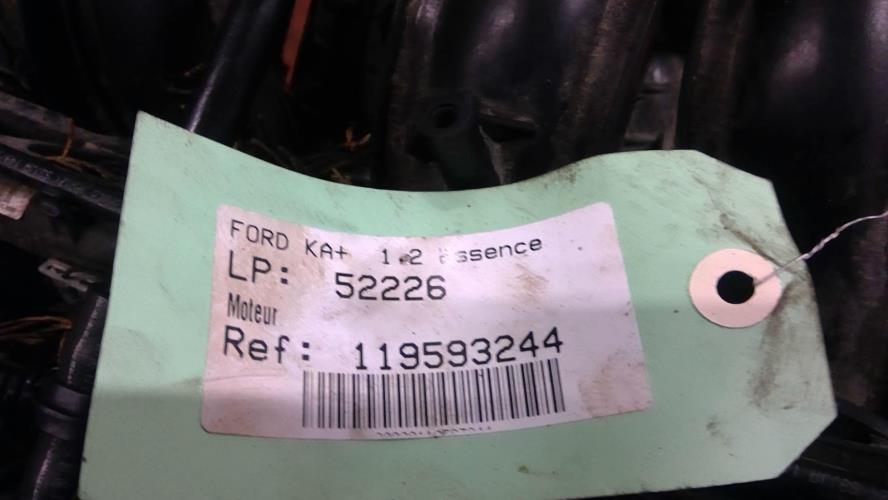 FORD KA+ 1.2 Essence
LP: 52226
Moteur
Ref: 119593244